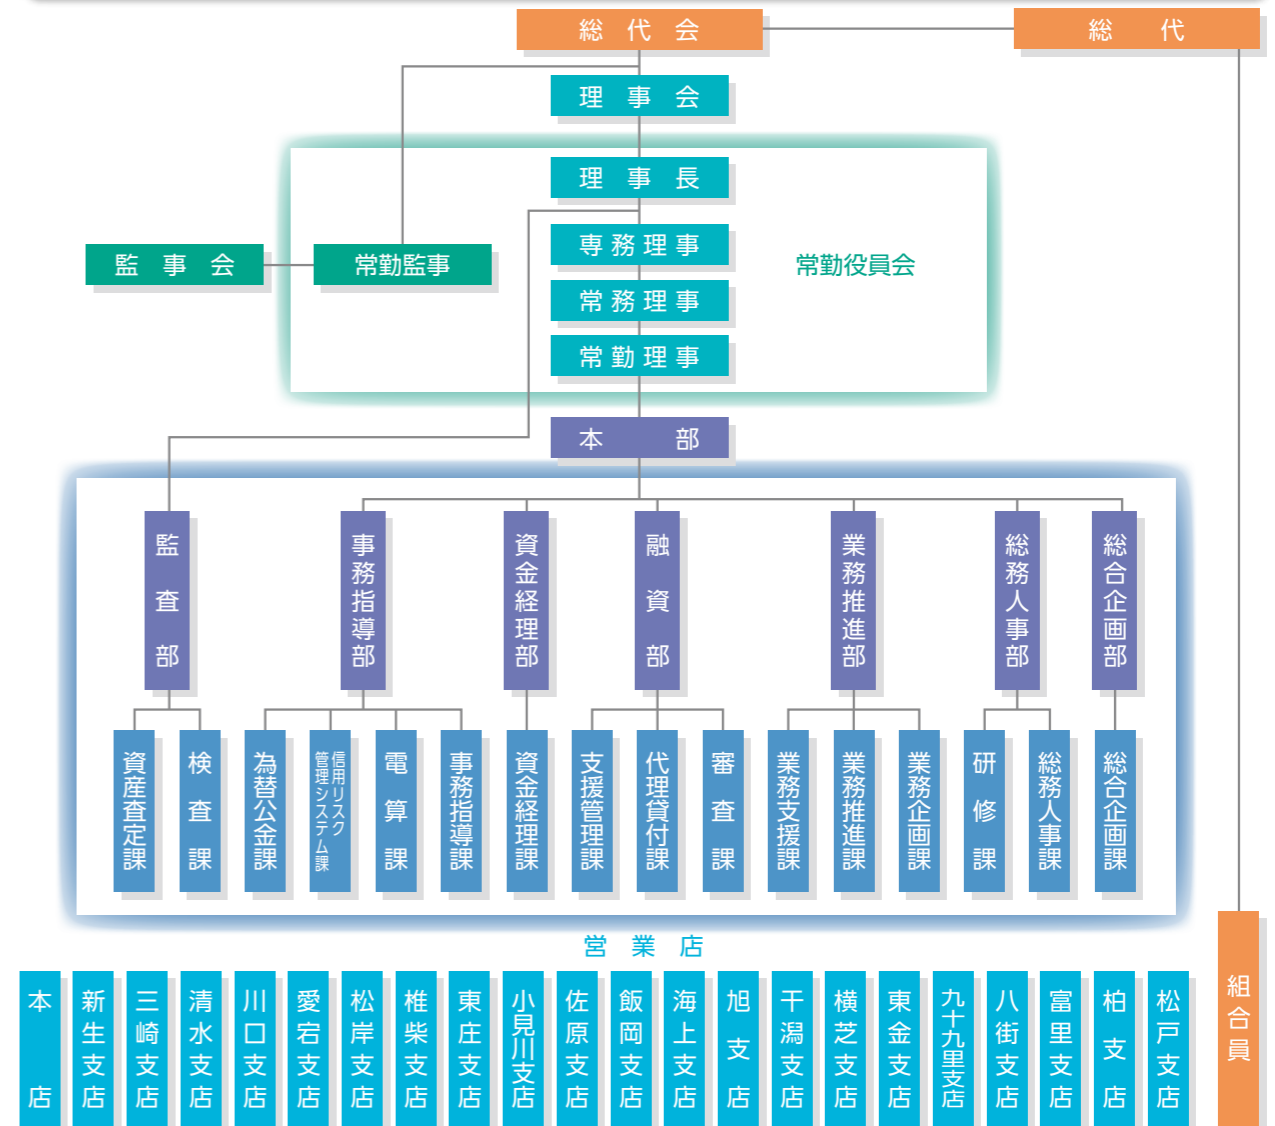 総代会
総代
理事会
理事長
監事会
常勤監事
専務理事
常務理事
常勤理事
常勤役員会
本部
監査部
事務指導部
資金経理部
融資部
業務推進部
総務人事部
総合企画部
資産査定課
検査課
為替公金課
信用リスク
管理システム課
電算課
事務指導課
資金経理課
支援管理課
代理貸付課
審査課
業務支援課
業務推進課
業務企画課
研修課
総務人事課
総合企画課
営業店
本店
新生支店
三崎支店
清水支店
川口支店
愛宕支店
松岸支店
椎柴支店
東庄支店
小見川支店
佐原支店
飯岡支店
海上支店
旭支店
干潟支店
横芝支店
東金支店
九十九里支店
八街支店
富里支店
柏支店
松戸支店
組合員